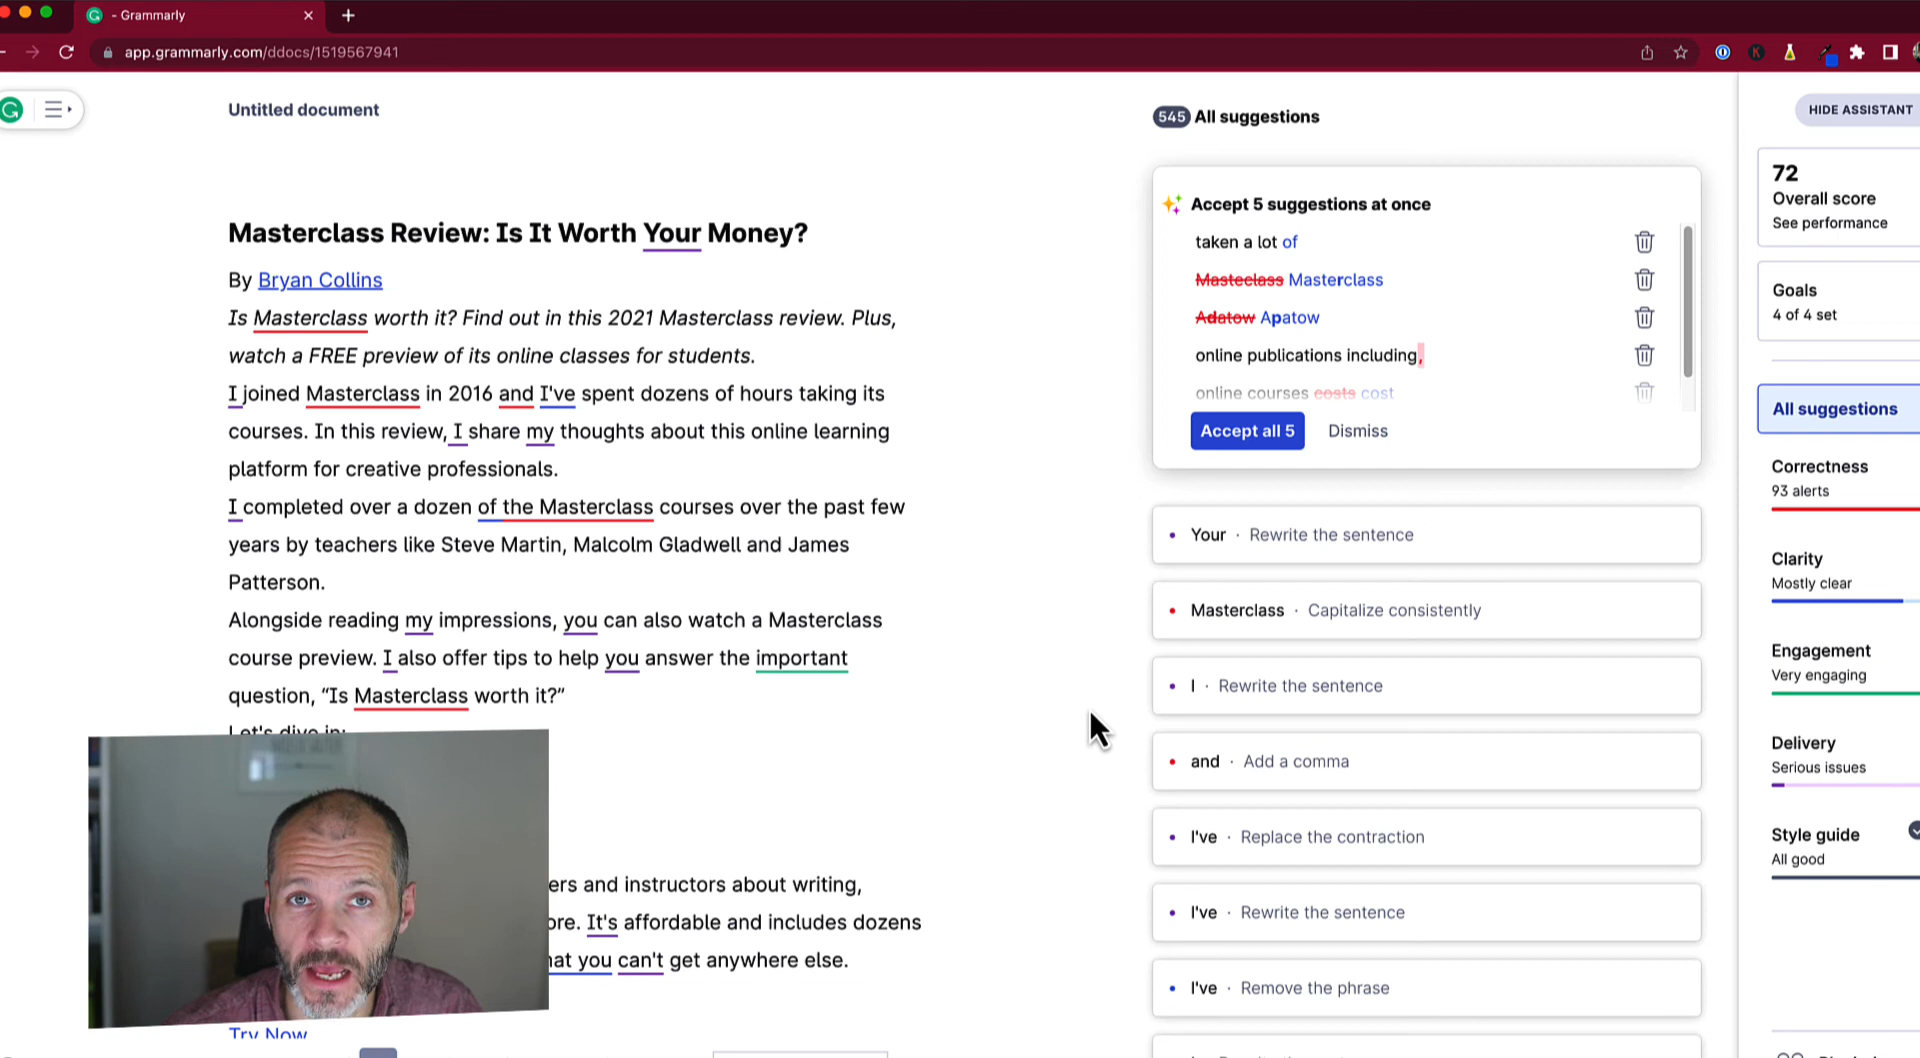 - Grammarly
app.grammarly.com/ddocs/1519567941
Untitled document
545 All suggestions
HIDE ASSISTANT
Masterclass Review: Is It Worth Your Money?
By Bryan Collins
Is Masterclass worth it? Find out in this 2021 Masterclass review. Plus,
watch a FREE preview of its online classes for students.
I joined Masterclass in 2016 and I've spent dozens of hours taking its
courses. In this review, I share my thoughts about this online learning
platform for creative professionals.
I completed over a dozen of the Masterclass courses over the past few
years by teachers like Steve Martin, Malcolm Gladwell and James
Patterson.
Alongside reading my impressions, you can also watch a Masterclass
course preview. I also offer tips to help you answer the important
question, “Is Masterclass worth it?”
Let's dive in:
ers and instructors about writing,
ore. It's affordable and includes dozens
hat you can't get anywhere else.
Try Now
Accept 5 suggestions at once
taken a lot of
Masteclass Masterclass
Adatow Apatow
online publications including,
online courses costs cost
Accept all 5 Dismiss
Your · Rewrite the sentence
Masterclass · Capitalize consistently
I · Rewrite the sentence
and · Add a comma
I've · Replace the contraction
I've · Rewrite the sentence
I've · Remove the phrase
72
Overall score
See performance
Goals
4 of 4 set
All suggestions
Correctness
93 alerts
Clarity
Mostly clear
Engagement
Very engaging
Delivery
Serious issues
Style guide
All good